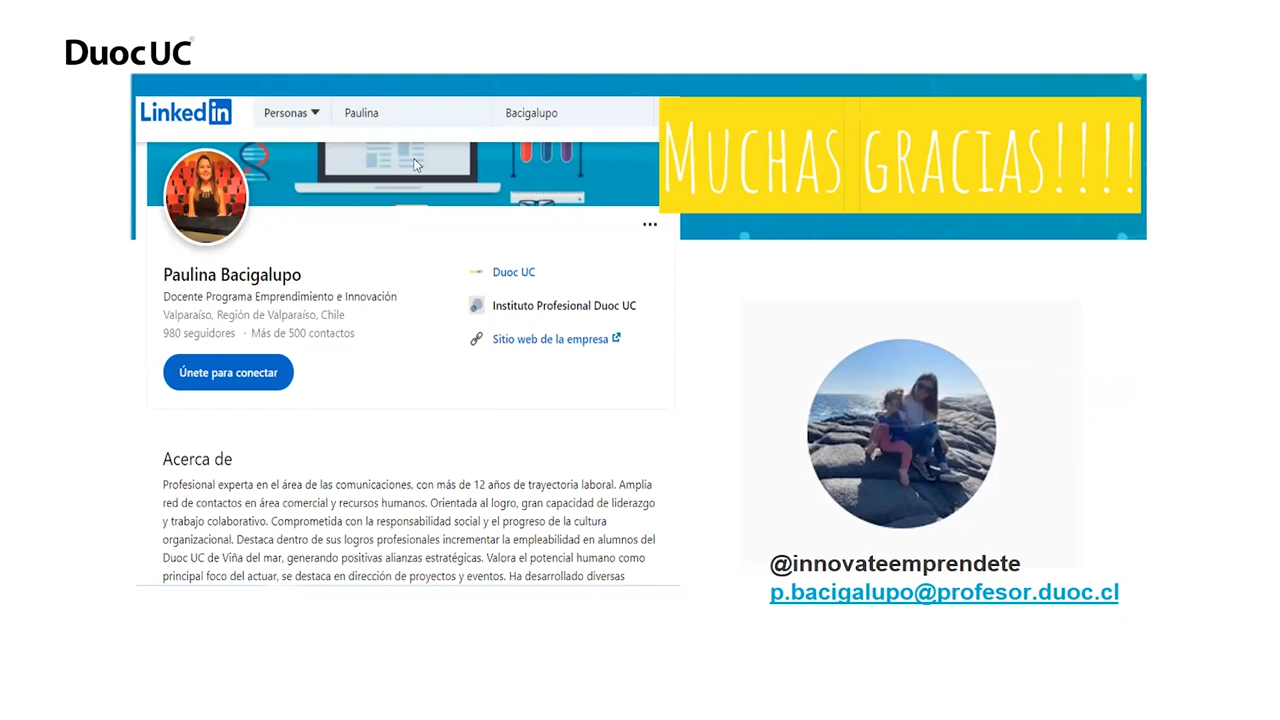 Duoc UC
LinkedIn
Personas
Paulina
Bacigalupo
MUCHAS GRACIAS!!!!
Paulina Bacigalupo
Docente Programa Emprendimiento e Innovación
Valparaíso, Región de Valparaíso, Chile
980 seguidores · Más de 500 contactos
Únete para conectar
Duoc UC
Instituto Profesional Duoc UC
Sitio web de la empresa
Acerca de
Profesional experta en el área de las comunicaciones, con más de 12 años de trayectoria laboral. Amplia
red de contactos en área comercial y recursos humanos. Orientada al logro, gran capacidad de liderazgo
y trabajo colaborativo. Comprometida con la responsabilidad social y el progreso de la cultura
organizacional. Destaca dentro de sus logros profesionales incrementar la empleabilidad en alumnos del
Duoc UC de Viña del mar, generando positivas alianzas estratégicas. Valora el potencial humano como
principal foco del actuar, se destaca en dirección de proyectos y eventos. Ha desarrollado diversas
@innovateemprendete
p.bacigalupo@profesor.duoc.cl